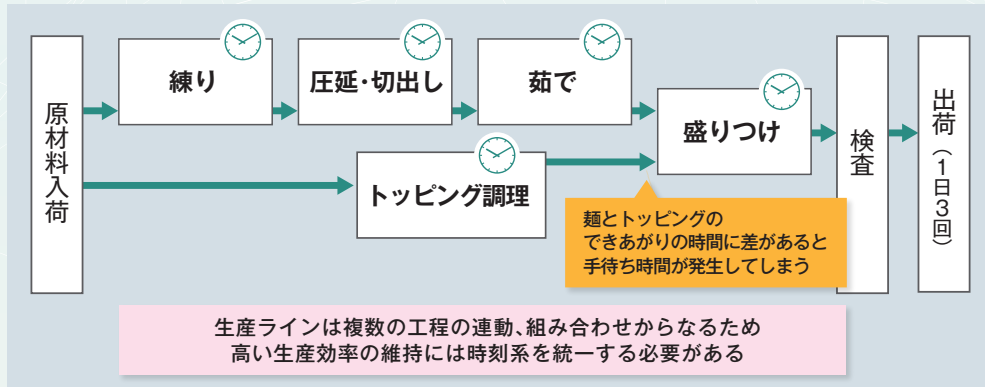 原材料入荷
練り
圧延・切出し
茹で
トッピング調理
盛りつけ
麺とトッピングの
できあがりの時間に差があると
手待ち時間が発生してしまう
検査
出荷(1日3回)
生産ラインは複数の工程の連動、組み合わせからなるため
高い生産効率の維持には時刻系を統一する必要がある